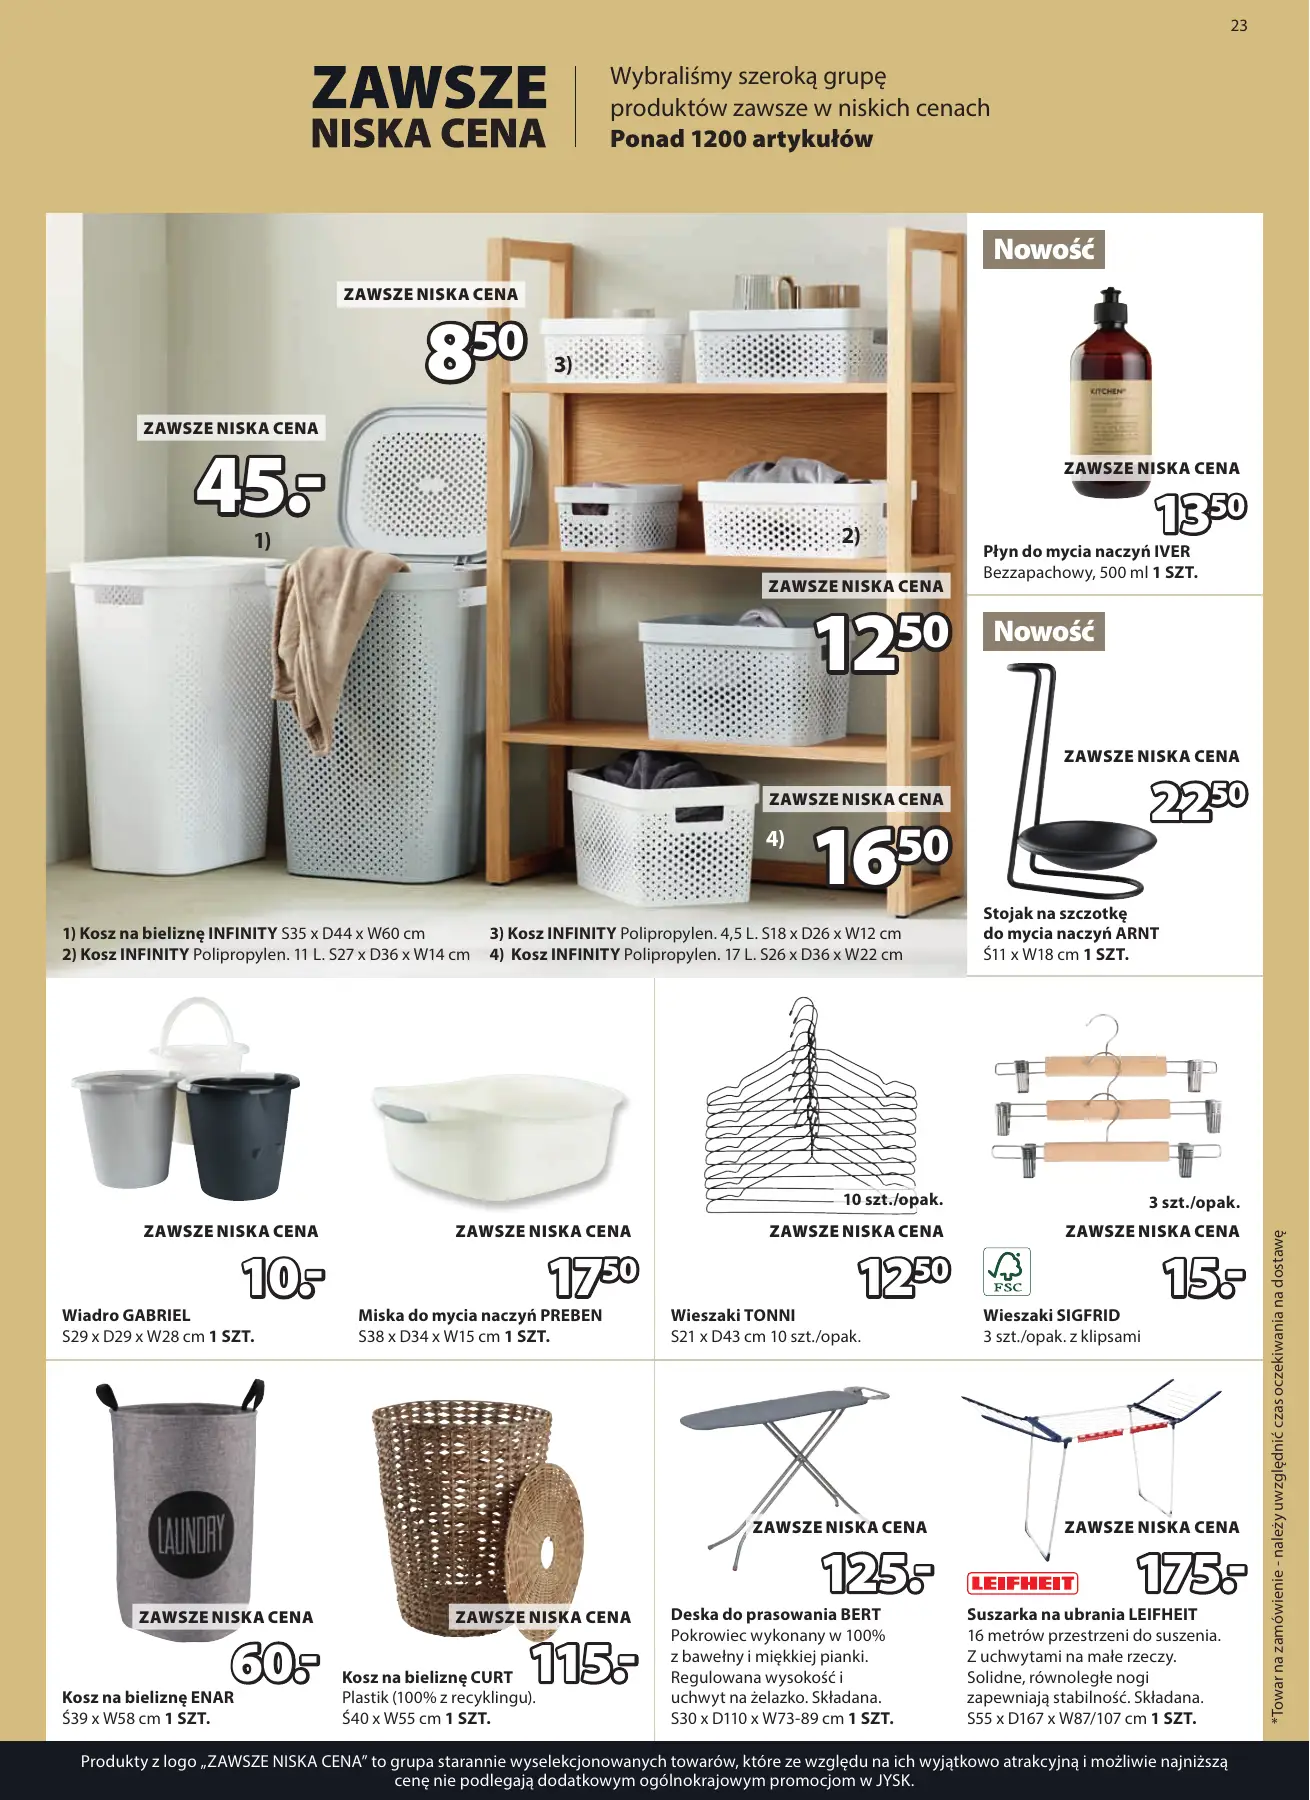 23
ZAWSZE
NISKA CENA
Wybraliśmy szeroką grupę
produktów zawsze w niskich cenach
Ponad 1200 artykułów
ZAWSZE NISKA CENA
850
3)
ZAWSZE NISKA CENA
45.-
1)
2)
ZAWSZE NISKA CENA
1250
ZAWSZE NISKA CENA
4)
1650
1) Kosz na bieliznę INFINITY S35 x D44 x W60 cm
2) Kosz INFINITY Polipropylen. 11 L. S27 x D36 x W14 cm
3) Kosz INFINITY Polipropylen. 4,5 L. S18 x D26 x W12 cm
4) Kosz INFINITY Polipropylen. 17 L. S26 x D36 x W22 cm
Nowość
KITCHEN
ZAWSZE NISKA CENA
1350
Płyn do mycia naczyń IVER
Bezzapachowy, 500 ml 1 SZT.
Nowość
ZAWSZE NISKA CENA
2250
Stojak na szczotkę
do mycia naczyń ARNT
Ś11 x W18 cm 1 SZT.
ZAWSZE NISKA CENA
10.-
Wiadro GABRIEL
S29 x D29 x W28 cm 1 SZT.
ZAWSZE NISKA CENA
1750
Miska do mycia naczyń PREBEN
S38 x D34 x W15 cm 1 SZT.
10 szt./opak.
ZAWSZE NISKA CENA
1250
Wieszaki TONNI
S21 x D43 cm 10 szt./opak.
3 szt./opak.
ZAWSZE NISKA CENA
FSC
15.-
Wieszaki SIGFRID
3 szt./opak. z klipsami
LAUNDRY
ZAWSZE NISKA CENA
60.-
Kosz na bieliznę ENAR
Ś39 x W58 cm 1 SZT.
ZAWSZE NISKA CENA
115.-
Kosz na bieliznę CURT
Plastik (100% z recyklingu).
Ś40 x W55 cm 1 SZT.
ZAWSZE NISKA CENA
125.-
Deska do prasowania BERT
Pokrowiec wykonany w 100%
z bawełny i miękkiej pianki.
Regulowana wysokość i
uchwyt na żelazko. Składana.
S30 x D110 x W73-89 cm 1 SZT.
ZAWSZE NISKA CENA
LEIFHEIT
175.-
Suszarka na ubrania LEIFHEIT
16 metrów przestrzeni do suszenia.
Z uchwytami na małe rzeczy.
Solidne, równoległe nogi
zapewniają stabilność. Składana.
S55 x D167 x W87/107 cm 1 SZT.
*Towar na zamówienie - należy uwzględnić czas oczekiwania na dostawę
Produkty z logo „ZAWSZE NISKA CENA” to grupa starannie wyselekcjonowanych towarów, które ze względu na ich wyjątkowo atrakcyjną i możliwie najniższą
cenę nie podlegają dodatkowym ogólnokrajowym promocjom w JYSK.